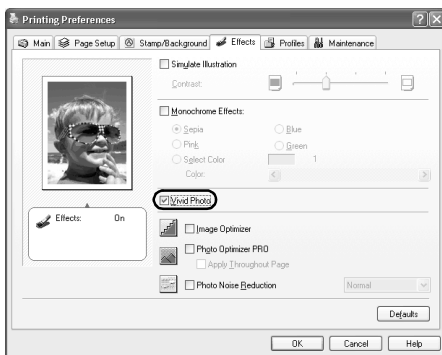 Printing Preferences
Main Page Setup Stamp/Background Effects Profiles Maintenance
Simulate Illustration
Contrast:
Monochrome Effects:
Sepia Blue
Pink Green
Select Color 1
Color:
Vivid Photo
Effects: On
Image Optimizer
Photo Optimizer PRO
Apply Throughout Page
Photo Noise Reduction Normal
Defaults
OK Cancel Help